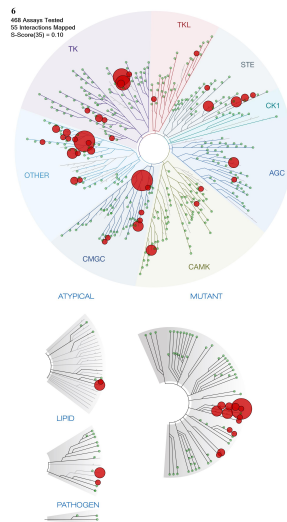 6
468 Assays Tested
55 Interactions Mapped
S-Score(35) = 0.10
TKL
TK
STE
CK1
AGC
OTHER
CMGC
CAMK
ATYPICAL
MUTANT
LIPID
PATHOGEN